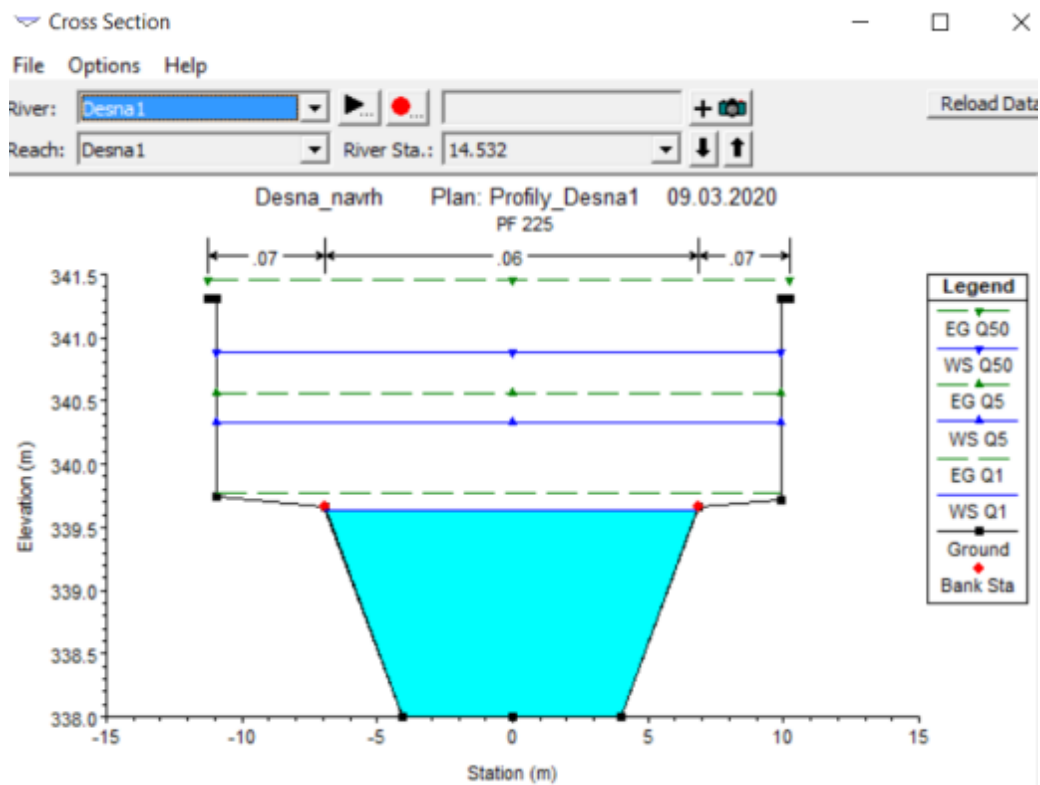 Cross Section
File Options Help
River: Desna1 Reload Data
Reach: Desna1 River Sta.: 14.532
Desna_navrh Plan: Profily_Desna1 09.03.2020
PF 225
.07 .06 .07
Elevation (m)
341.5
341.0
340.5
340.0
339.5
339.0
338.5
338.0
-15 -10 -5 0 5 10 15
Station (m)
Legend
EG Q50
WS Q50
EG Q5
WS Q5
EG Q1
WS Q1
Ground
Bank Sta